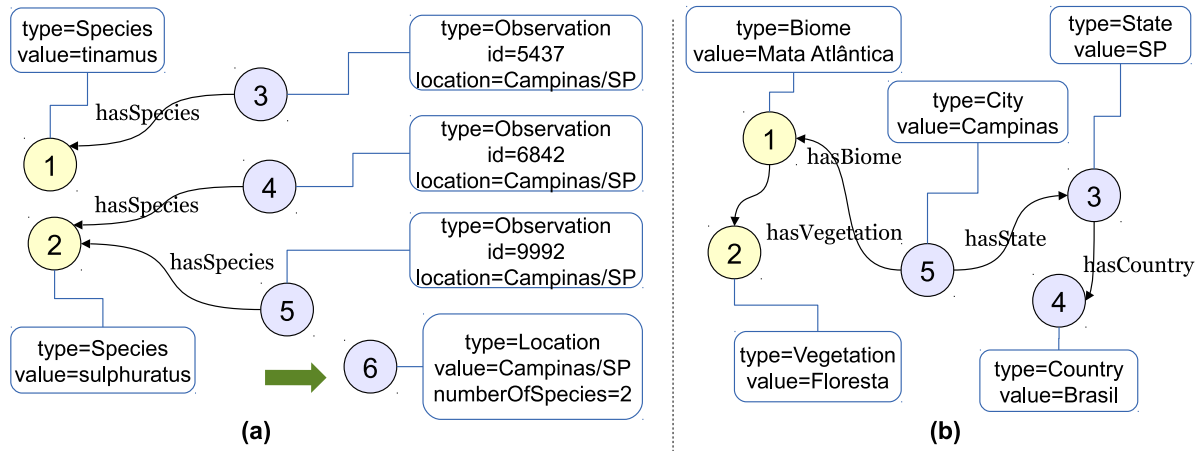 type=Species
value=tinamus
type=Observation
id=5437
location=Campinas/SP
3
hasSpecies
1
type=Observation
id=6842
location=Campinas/SP
4
hasSpecies
2
type=Observation
id=9992
location=Campinas/SP
hasSpecies
5
type=Species
value=sulphuratus
6
type=Location
value=Campinas/SP
numberOfSpecies=2
(a)
type=Biome
value=Mata Atlântica
type=State
value=SP
type=City
value=Campinas
1
hasBiome
3
2
hasVegetation
5
hasState
hasCountry
4
type=Vegetation
value=Floresta
type=Country
value=Brasil
(b)